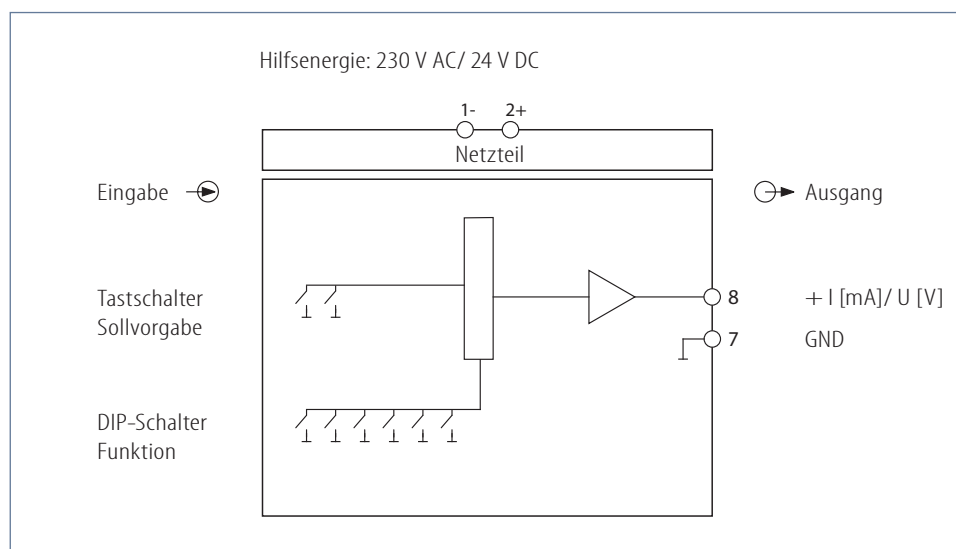 Hilfsenergie: 230 V AC/ 24 V DC
1- 2+
Netzteil
Eingabe
Ausgang
Tastschalter
Sollvorgabe
8 + I [mA]/ U [V]
7 GND
DIP-Schalter
Funktion